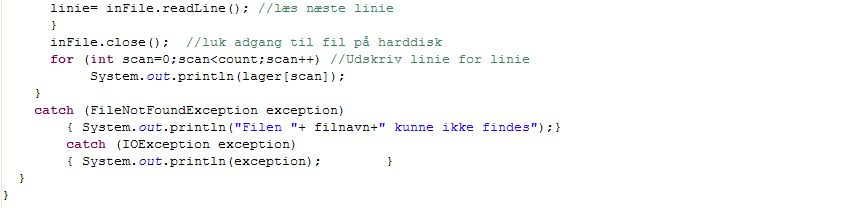 linie= inFile.readLine(); //læs næste linie
}
inFile.close();  //luk adgang til fil på harddisk
for (int scan=0;scan<count;scan++) //Udskriv linie for linie
System.out.println(lager[scan]);
}
catch (FileNotFoundException exception)
{ System.out.println("Filen "+ filnavn+" kunne ikke findes");}
catch (IOException exception)
{ System.out.println(exception);        }
}
}